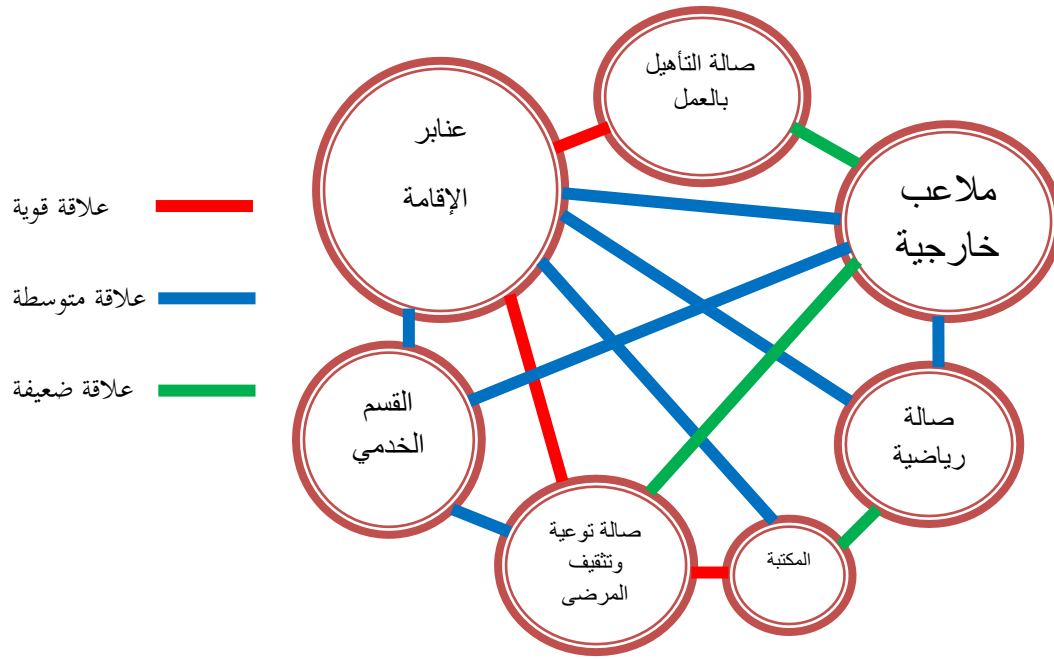 صالة التأهيل
بالعمل
عنابر
الإقامة
ملاعب
خارجية
علاقة قوية
علاقة متوسطة
علاقة ضعيفة
القسم
الخدمي
صالة
رياضية
صالة توعية
وتثقيف
المرضى
المكتبة